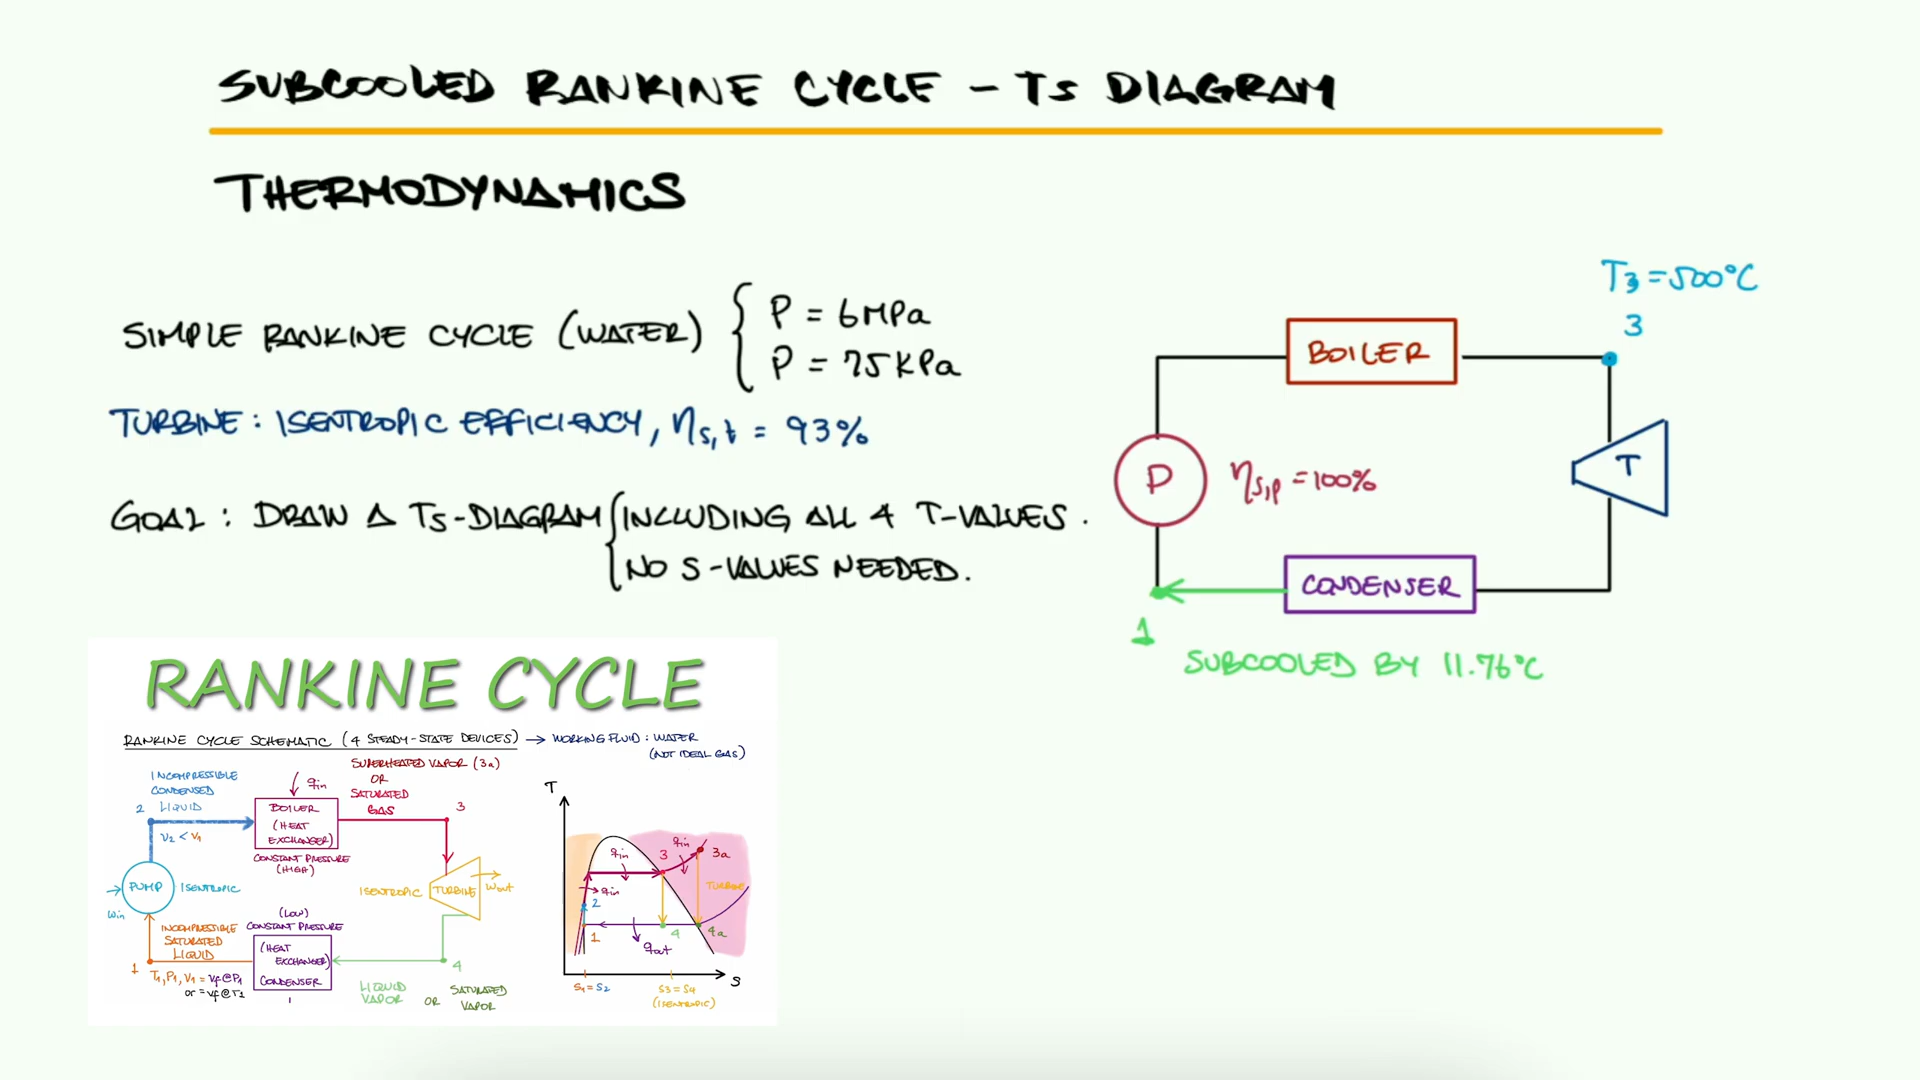 SUBCOOLED RANKINE CYCLE - Ts DIAGRAM
THERMODYNAMICS
SIMPLE RANKINE CYCLE (WATER) { P = 6MPa
P = 75KPa
TURBINE: ISENTROPIC EFFICIENCY, ηs,t = 93%
GOAL: DRAW A Ts-DIAGRAM { INCLUDING ALL 4 T-VALUES.
NO S-VALUES NEEDED.
T3 = 500°C
3
BOILER
T
P
ηs,p = 100%
CONDENSER
1
SUBCOOLED BY 11.76°C
RANKINE CYCLE
RANKINE CYCLE SCHEMATIC (4 STEADY-STATE DEVICES) → WORKING FLUID: WATER
(NOT IDEAL GAS)
SUPERHEATED VAPOR (3a)
OR
SATURATED
GAS
INCOMPRESSIBLE
CONDENSED
LIQUID
2
v2 < v1
qin
BOILER
(HEAT
EXCHANGER)
CONSTANT PRESSURE
(HIGH)
3
PUMP
ISENTROPIC
Win
ISENTROPIC
TURBINE
Wout
(LOW)
CONSTANT PRESSURE
INCOMPRESSIBLE
SATURATED
LIQUID
(HEAT
EXCHANGER)
CONDENSER
1
T1, P1, v1 = vf@P1
or = vf@T1
4
LIQUID
VAPOR
OR
SATURATED
VAPOR
T
qin
3
qin
3a
qin
TURBINE
2
1
4
4a
qout
S
S1 = S2
S3 = S4
(ISENTROPIC)